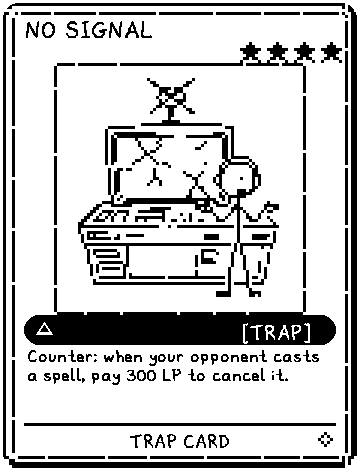 NO SIGNAL
[TRAP]
Counter: when your opponent casts
a spell, pay 300 LP to cancel it.
TRAP CARD